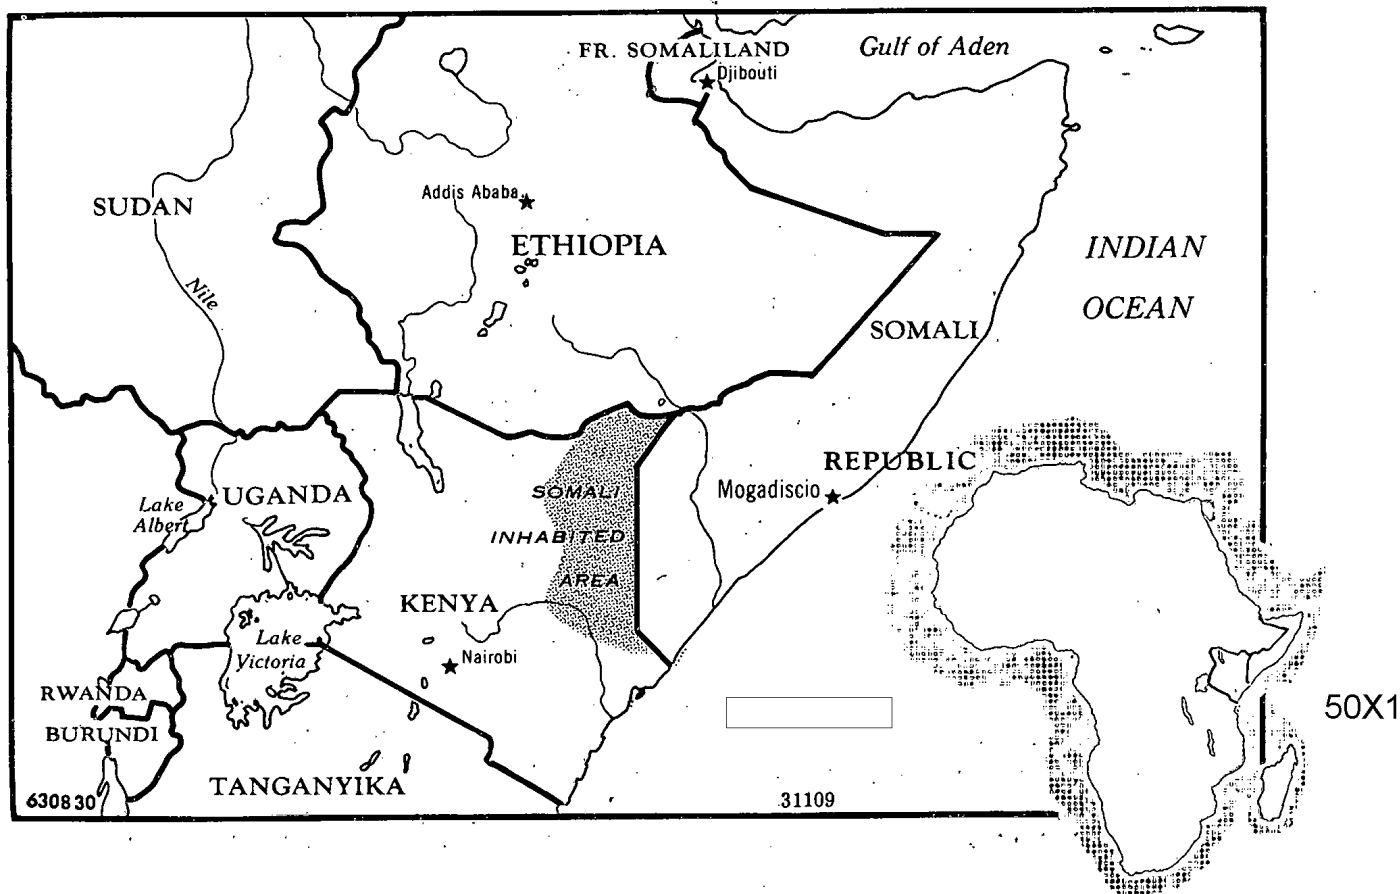 FR. SOMALILAND
Gulf of Aden
Djibouti
Addis Ababa
SUDAN
ETHIOPIA
INDIAN
OCEAN
Nile
SOMALI
REPUBLIC
Mogadiscio
SOMALI
INHABITED
AREA
UGANDA
Lake
Albert
KENYA
Lake
Victoria
Nairobi
RWANDA
BURUNDI
TANGANYIKA
630830
31109
50X1